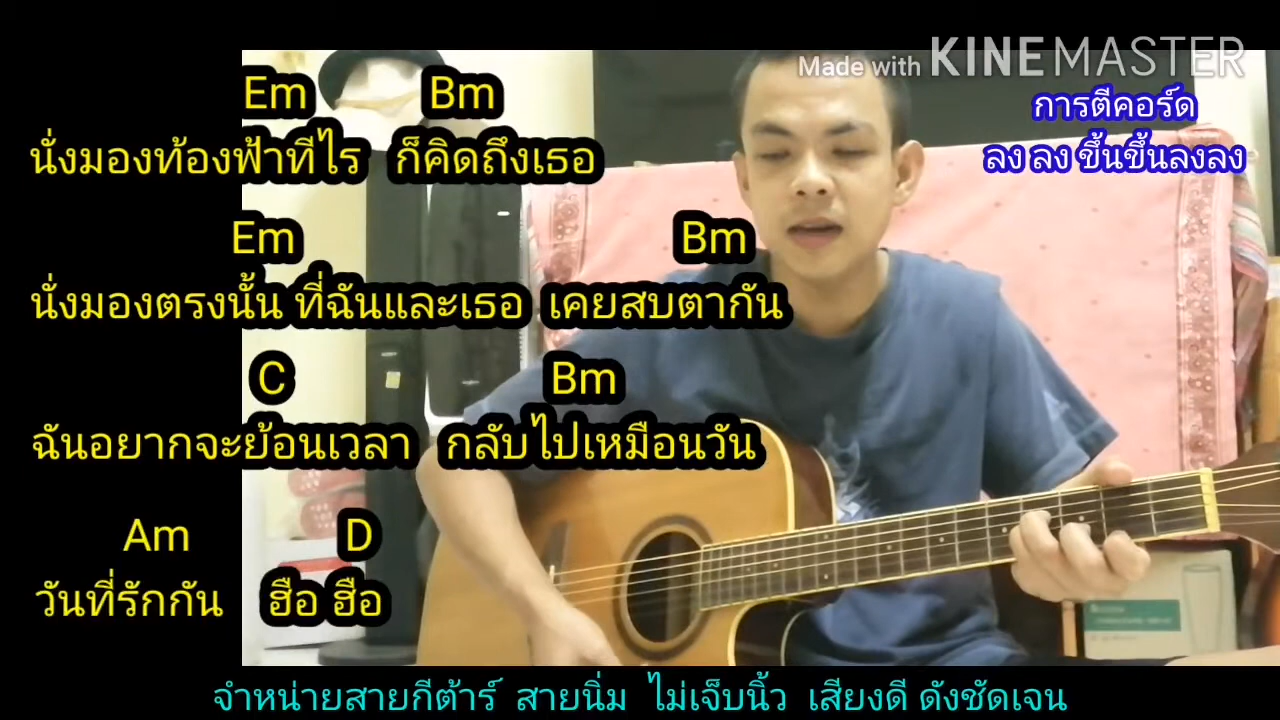 Made with KINEMASTER
การตีคอร์ด
ลง ลง ขึ้นขึ้นลงลง
Em Bm
นั่งมองท้องฟ้าทีไร ก็คิดถึงเธอ
Em Bm
นั่งมองตรงนั้น ที่ฉันและเธอ เคยสบตากัน
C Bm
ฉันอยากจะย้อนเวลา กลับไปเหมือนวัน
Am D
วันที่รักกัน ฮือ ฮือ
จำหน่ายสายกีต้าร์ สายนิ่ม ไม่เจ็บนิ้ว เสียงดี ดังชัดเจน